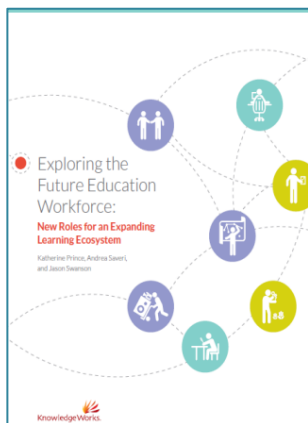 Exploring the
Future Education
Workforce:
New Roles for an Expanding
Learning Ecosystem
Katherine Prince, Andrea Saveri,
and Jason Swanson
KnowledgeWorks